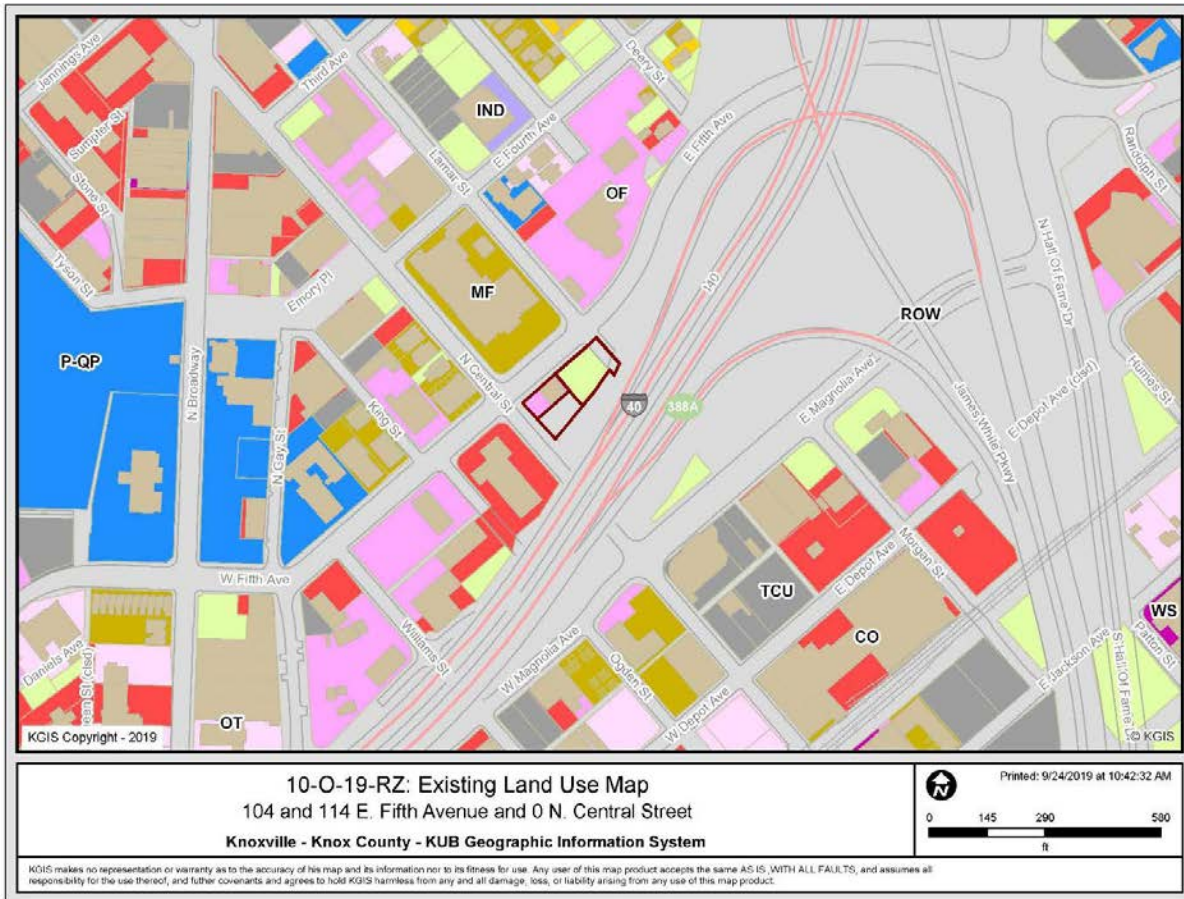 Jennings Ave
Third Ave
Deery St
Sumpter St
IND
E Fourth Ave
E Fifth Ave
Randolph St
Stone St
Lamar St
OF
N Hall Of Fame Dr
Tyson St
Emory Pl
MF
I40
ROW
P-QP
N Broadway
N Central St
40
388A
E Magnolia Ave
E Depot Ave (clsd)
Humes St
N Gay St
King St
James White Pkwy
W Fifth Ave
Morgan St
E Depot Ave
TCU
Williams St
W Magnolia Ave
CO
WS
Patton St
Daniels Ave
Ogden St
E Jackson Ave
S Hall Of Fame D
een St (clsd)
OT
W Depot Ave
KGIS Copyright - 2019
© KGIS
10-O-19-RZ: Existing Land Use Map
104 and 114 E. Fifth Avenue and 0 N. Central Street
Knoxville - Knox County - KUB Geographic Information System
N
Printed: 9/24/2019 at 10:42:32 AM
0 145 290 580
ft
KGIS makes no representation or warranty as to the accuracy of his map and its information nor to its fitness for use. Any user of this map product accepts the same AS IS ,WITH ALL FAULTS, and assumes all
responsibility for the use thereof, and futher covenants and agrees to hold KGIS harmless from any and all damage, loss, or liability arising from any use of this map product.